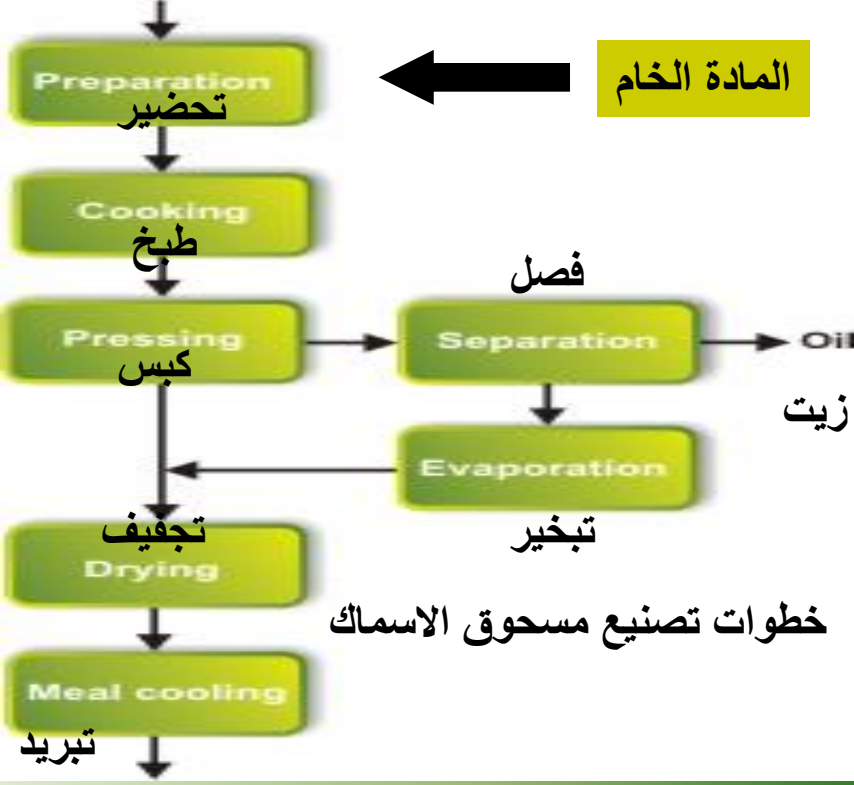 المادة الخام
Preparation
تحضير
Cooking
طبخ
فصل
Pressing
كبس
Separation
Oil
زيت
Evaporation
تبخير
تجفيف
Drying
خطوات تصنيع مسحوق الاسماك
Meal cooling
تبريد